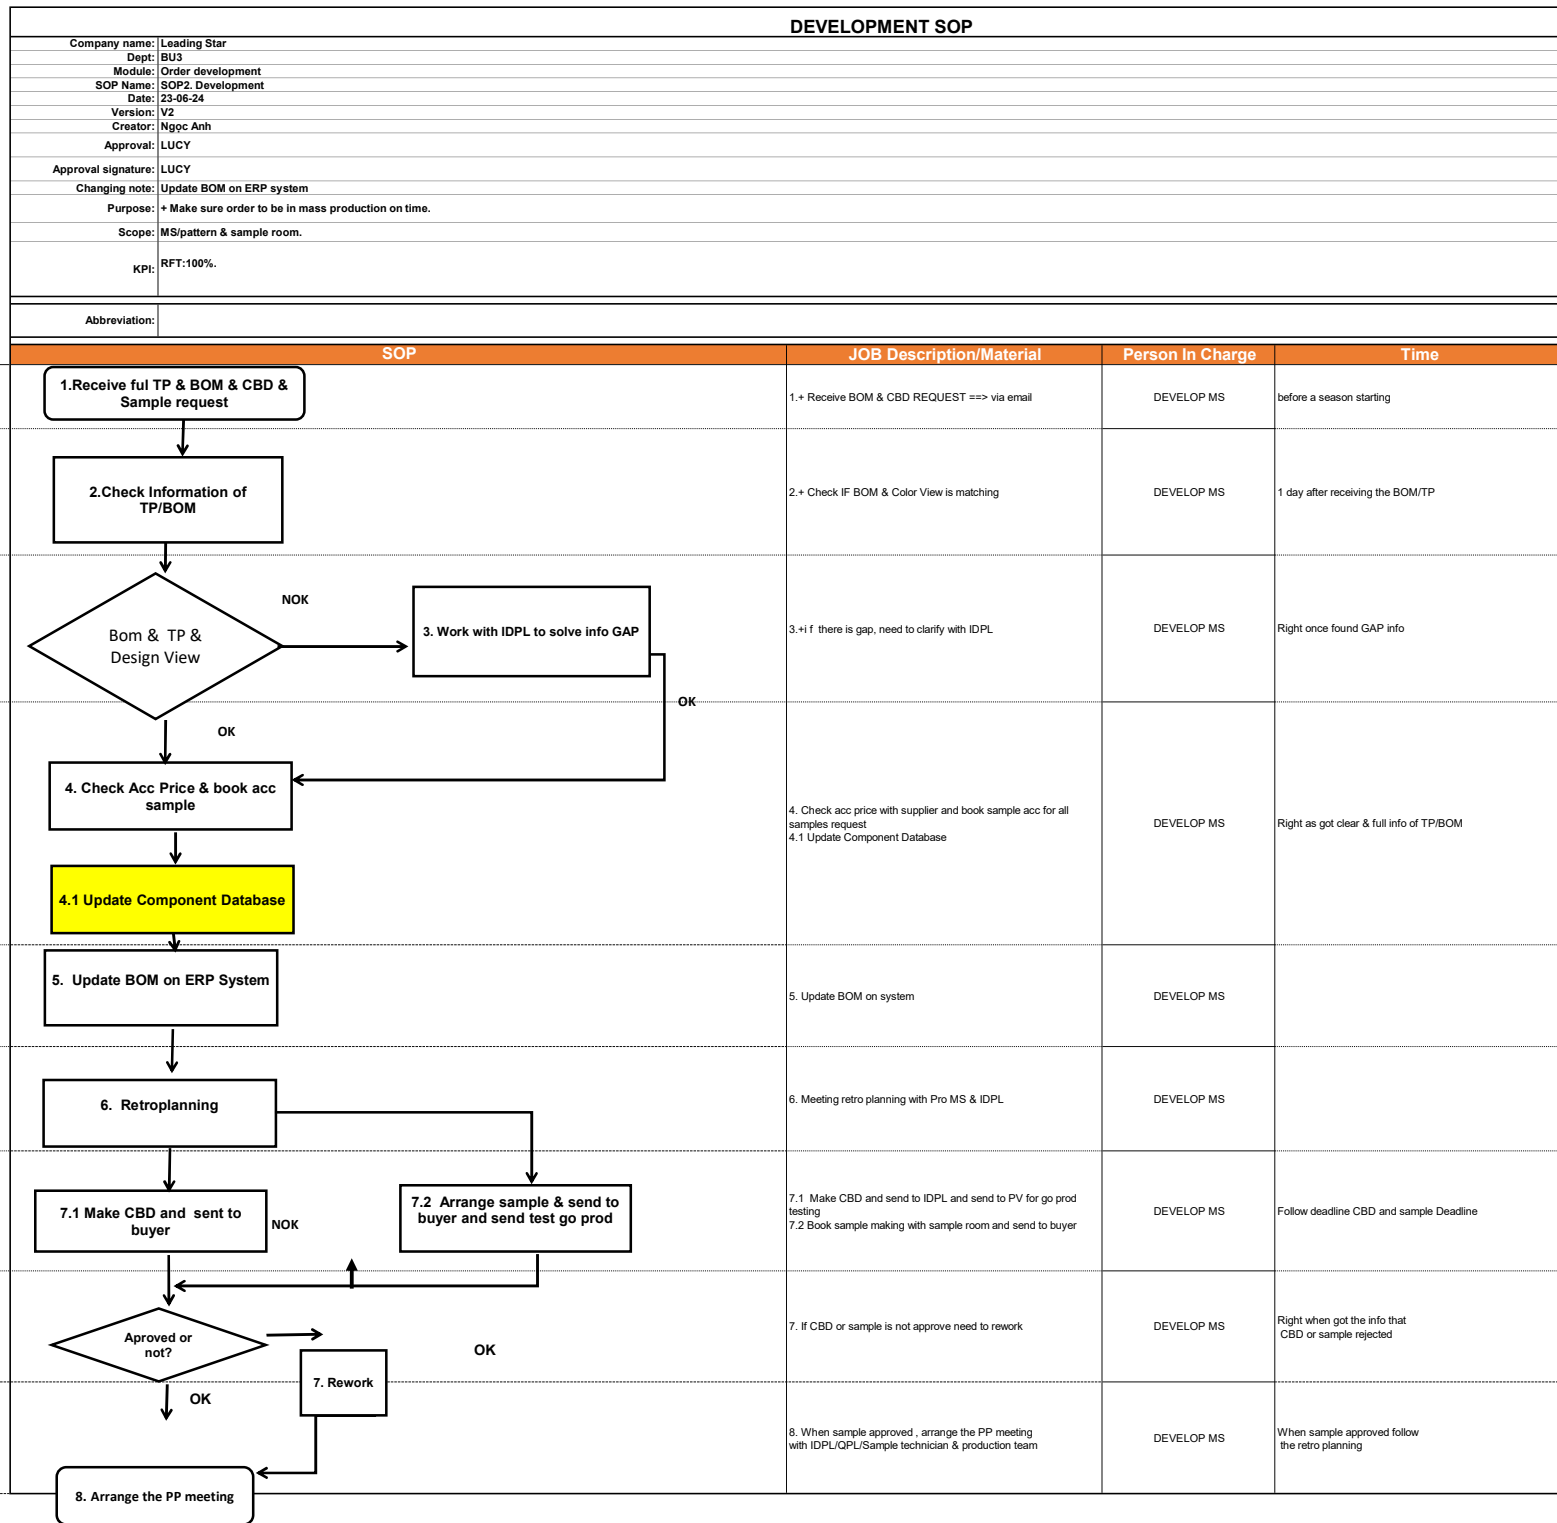 DEVELOPMENT SOP
Company name: Leading Star
Dept: BU3
Module: Order development
SOP Name: SOP2. Development
Date: 23-06-24
Version: V2
Creator: Ngọc Anh
Approval: LUCY
Approval signature: LUCY
Changing note: Update BOM on ERP system
Purpose: + Make sure order to be in mass production on time.
Scope: MS/pattern & sample room.
KPI: RFT:100%.
Abbreviation:
SOP JOB Description/Material Person In Charge Time
1.Receive ful TP & BOM & CBD &
Sample request
1.+ Receive BOM & CBD REQUEST ==> via email
DEVELOP MS
before a season starting
2.Check Information of
TP/BOM
2.+ Check IF BOM & Color View is matching
DEVELOP MS
1 day after receiving the BOM/TP
NOK
Bom & TP &
Design View
3. Work with IDPL to solve info GAP
3.+i f there is gap, need to clarify with IDPL
DEVELOP MS
Right once found GAP info
OK
OK
4. Check Acc Price & book acc
sample
4. Check acc price with supplier and book sample acc for all
samples request
4.1 Update Component Database
DEVELOP MS
Right as got clear & full info of TP/BOM
4.1 Update Component Database
5. Update BOM on ERP System
5. Update BOM on system
DEVELOP MS
6. Retroplanning
6. Meeting retro planning with Pro MS & IDPL
DEVELOP MS
7.1 Make CBD and sent to
buyer
NOK
7.2 Arrange sample & send to
buyer and send test go prod
7.1 Make CBD and send to IDPL and send to PV for go prod
testing
7.2 Book sample making with sample room and send to buyer
DEVELOP MS
Follow deadline CBD and sample Deadline
Aproved or
not?
OK
7. Rework
7. If CBD or sample is not approve need to rework
DEVELOP MS
Right when got the info that
CBD or sample rejected
OK
8. When sample approved , arrange the PP meeting
with IDPL/QPL/Sample technician & production team
DEVELOP MS
When sample approved follow
the retro planning
8. Arrange the PP meeting